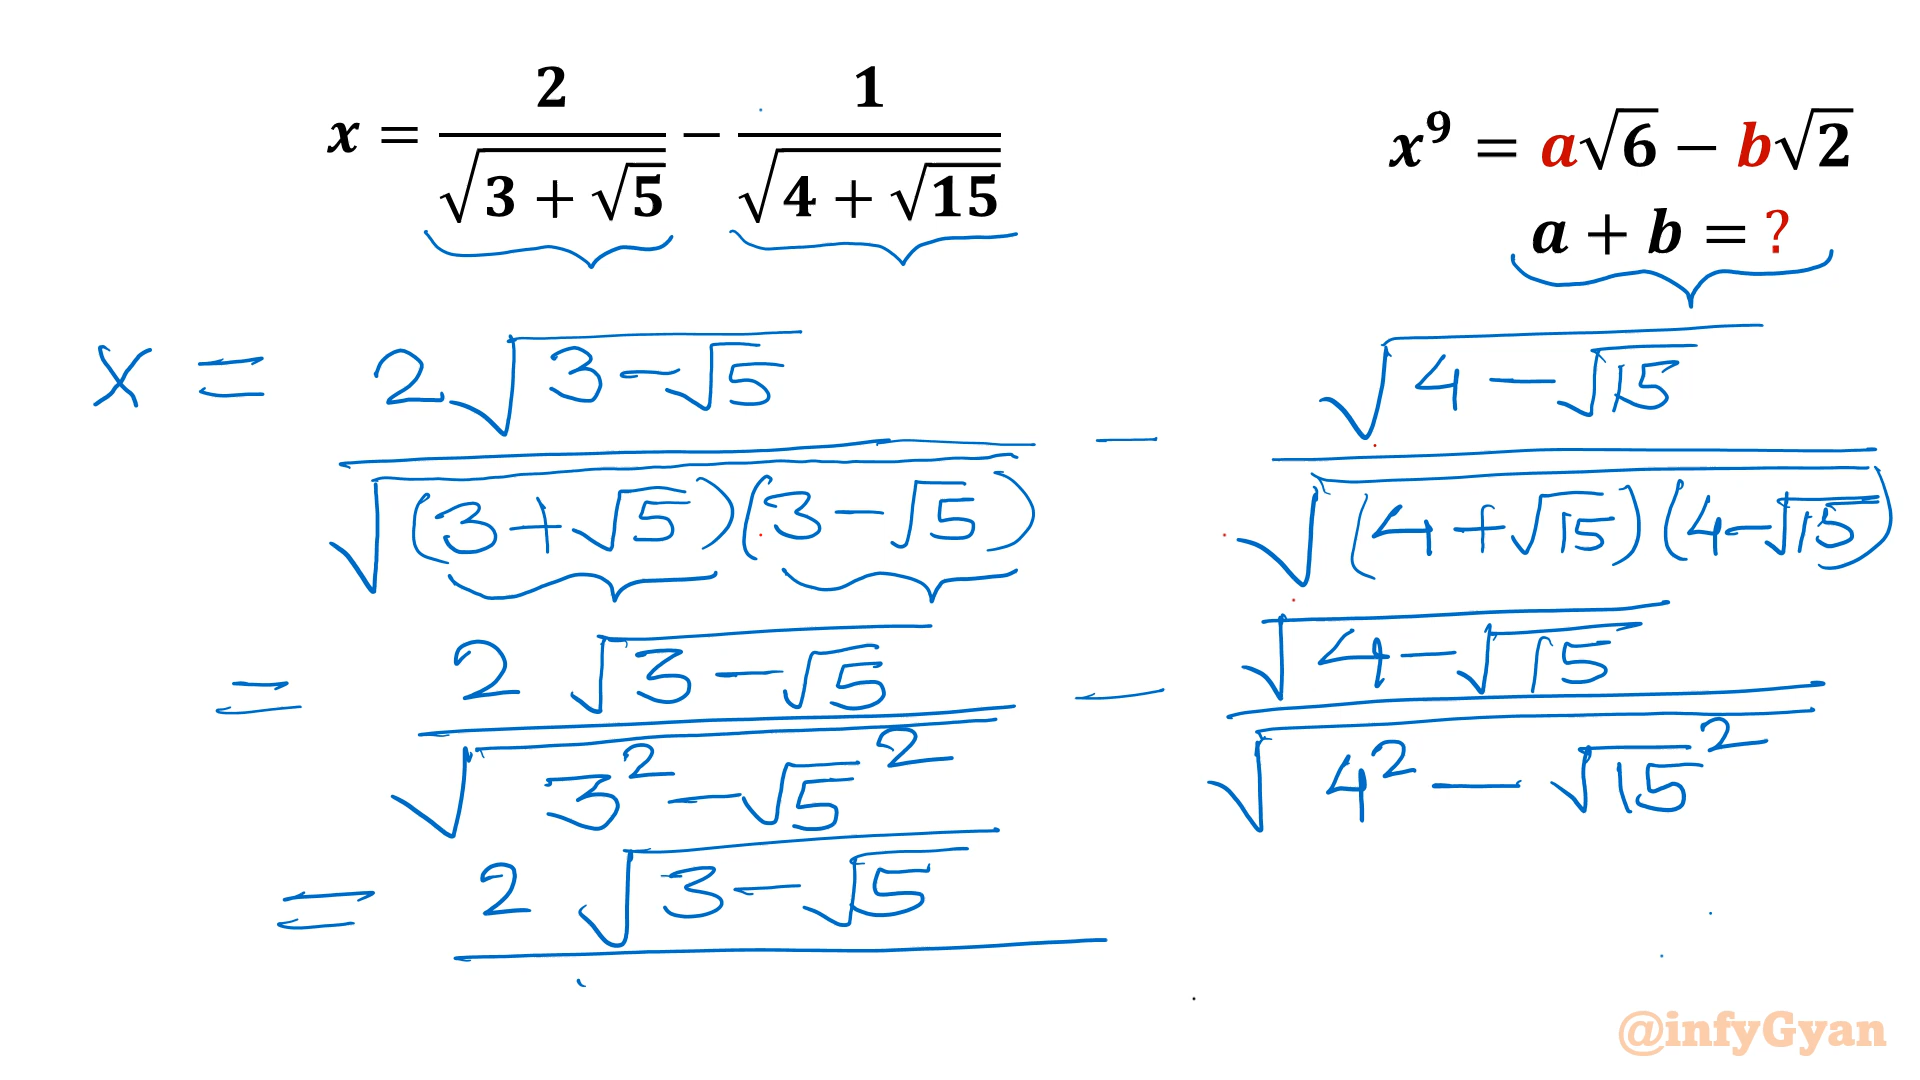 x = 2/√(3 + √5) − 1/√(4 + √15)
x⁹ = a√6 − b√2
a + b = ?
x = 2√(3 − √5)/√((3 + √5)(3 − √5)) − √(4 − √15)/√((4 + √15)(4 − √15))
= 2√(3 − √5)/√(3² − √5²) − √(4 − √15)/√(4² − √15²)
= 2√(3 − √5)
@infyGyan